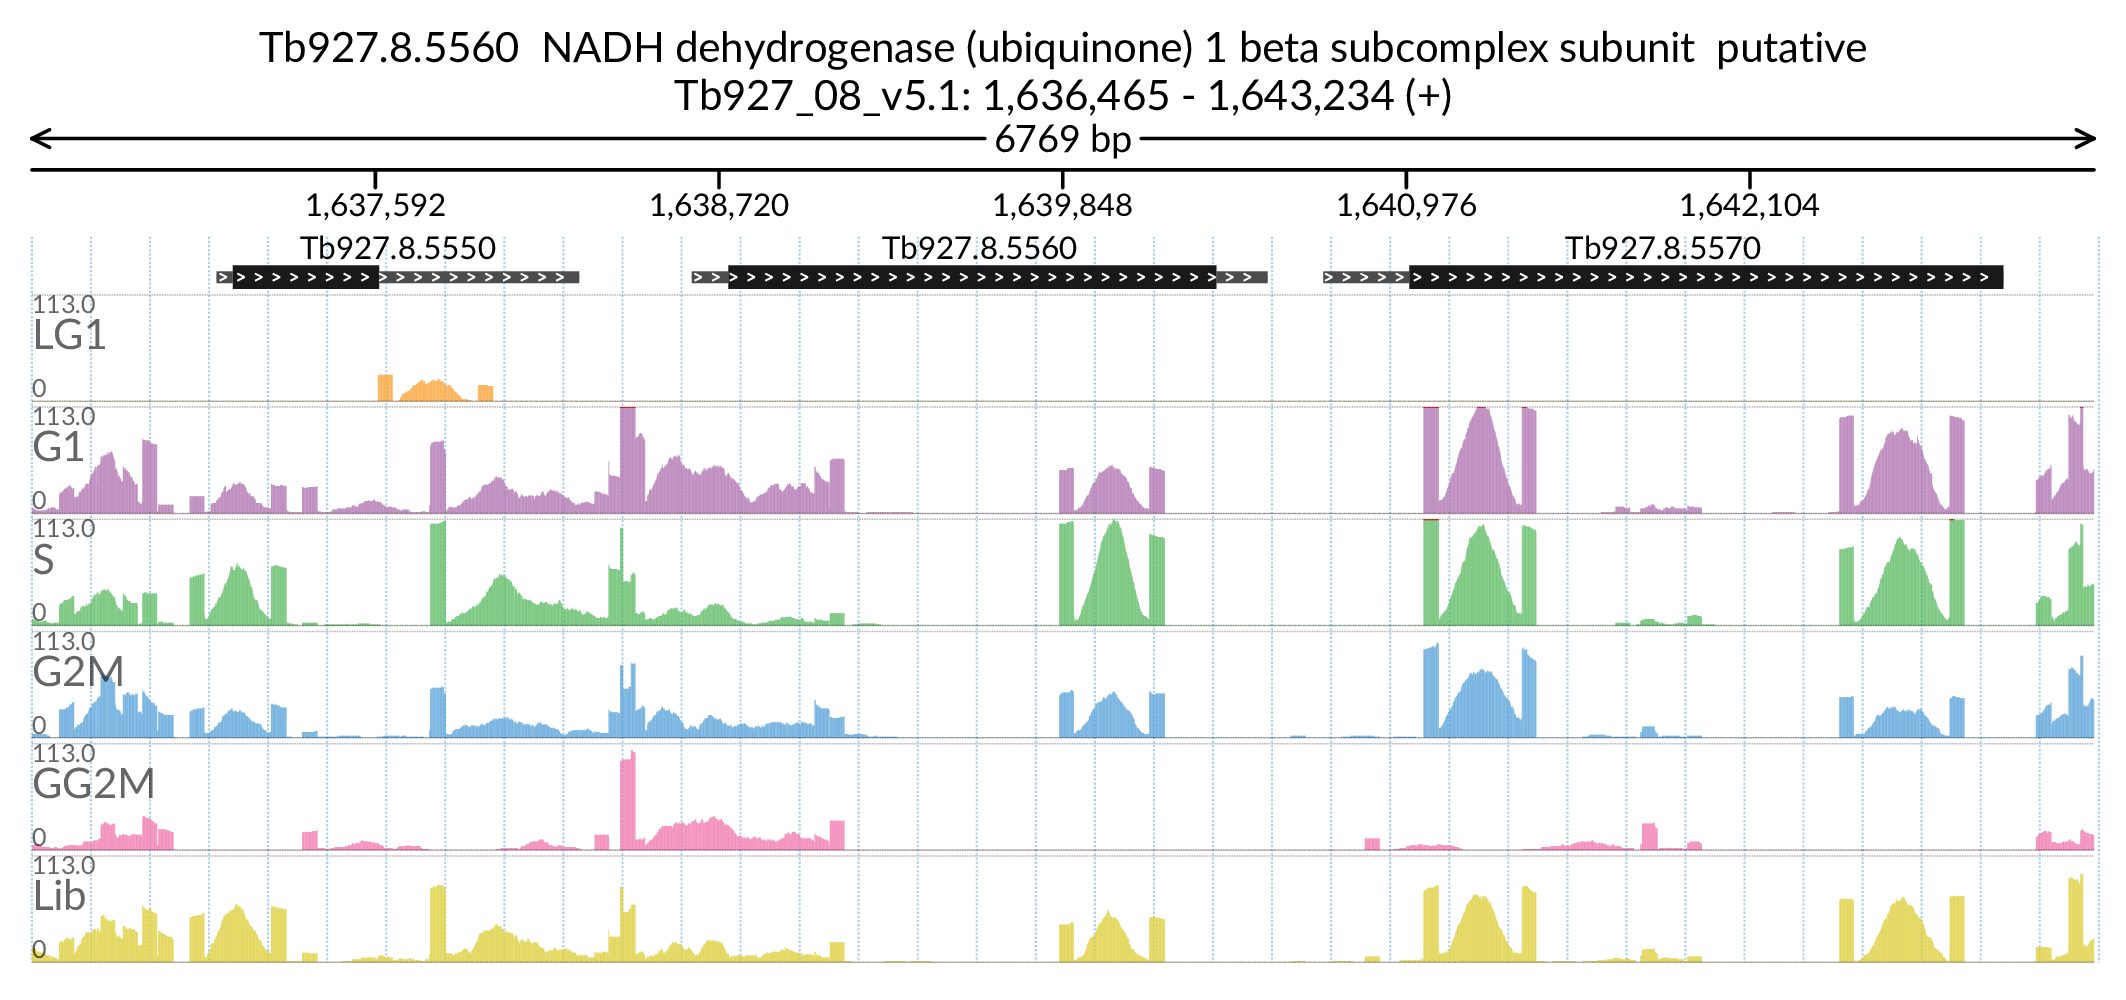 Tb927.8.5560  NADH dehydrogenase (ubiquinone) 1 beta subcomplex subunit  putative
Tb927_08_v5.1: 1,636,465 - 1,643,234 (+)
6769 bp
1,637,592 1,638,720 1,639,848 1,640,976 1,642,104
Tb927.8.5550 Tb927.8.5560 Tb927.8.5570
113.0
LG1
0
113.0
G1
0
113.0
S
0
113.0
G2M
0
113.0
GG2M
0
113.0
Lib
0